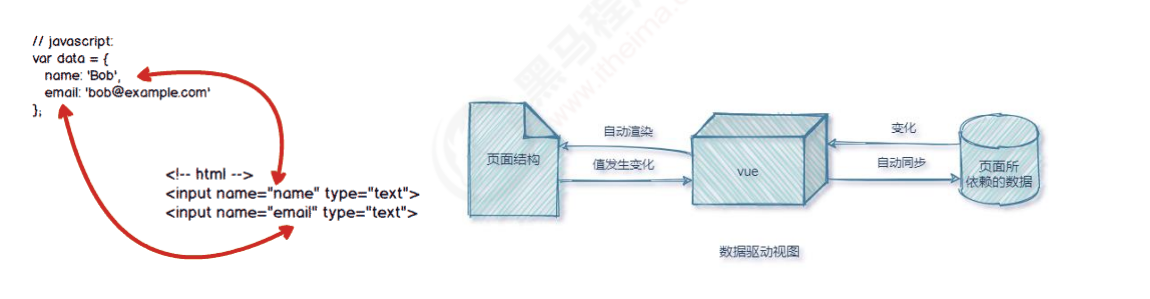 // javascript:
var data = {
name: 'Bob',
email: 'bob@example.com'
};
<!-- html -->
<input name="name" type="text">
<input name="email" type="text">
页面结构
自动渲染
值发生变化
vue
变化
自动同步
页面所
依赖的数据
数据驱动视图
黑马程
www.itheima.c